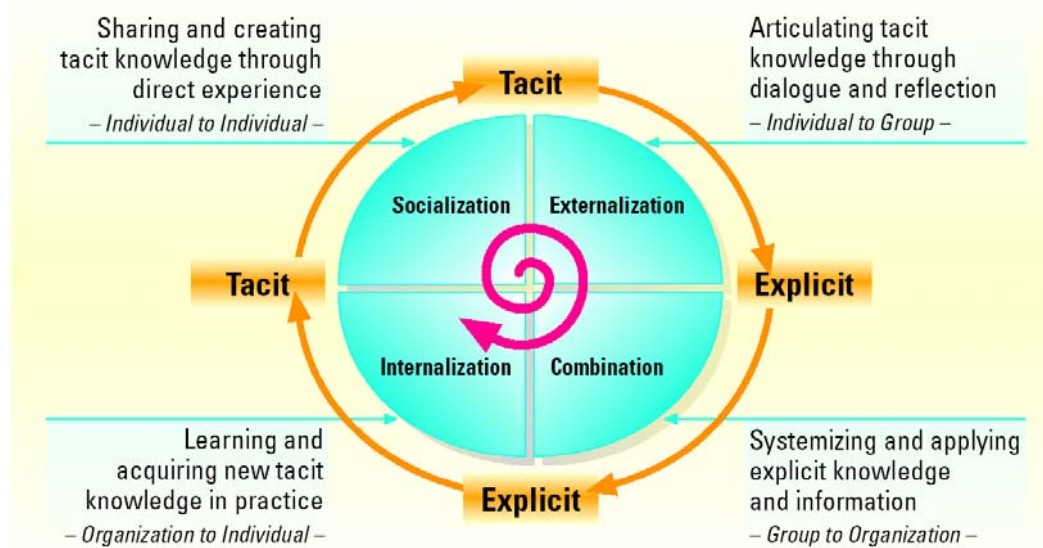 Sharing and creating
tacit knowledge through
direct experience
– Individual to Individual –
Articulating tacit
knowledge through
dialogue and reflection
– Individual to Group –
Tacit
Socialization
Externalization
Tacit
Explicit
Internalization
Combination
Explicit
Learning and
acquiring new tacit
knowledge in practice
– Organization to Individual –
Systemizing and applying
explicit knowledge
and information
– Group to Organization –